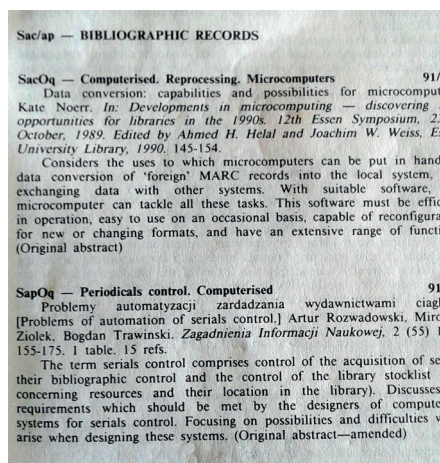 Sac/ap — BIBLIOGRAPHIC RECORDS
SacOq — Computerised. Reprocessing. Microcomputers 91/
Data conversion: capabilities and possibilities for
Kate Noerr. In: Developments in microcomputing — discovering
opportunities for libraries in the 1990s. 12th Essen Symposium,
October, 1989. Edited by Ahmed H. Helal and Joachim W. Weiss,
University Library, 1990. 145-154.
Considers the uses to which microcomputers can be put in
data conversion of 'foreign' MARC records into the local system,
exchanging data with other systems. With suitable software,
microcomputer can tackle all these tasks. This software must be
in operation, easy to use on an occasional basis, capable of
for new or changing formats, and have an extensive range of
(Original abstract)
SapOq — Periodicals control. Computerised 91
Problemy automatyzacji zardadzania wydawnictwami
[Problems of automation of serials control.] Artur Rozwadowski,
Ziolek, Bogdan Trawinski. Zagadnienia Informacji Naukowej, 2 (55)
155-175. 1 table. 15 refs.
The term serials control comprises control of the acquisition of
their bibliographic control and the control of the library stocklist
concerning resources and their location in the library). Discusses
requirements which should be met by the designers of
systems for serials control. Focusing on possibilities and difficulties
arise when designing these systems. (Original abstract—amended)